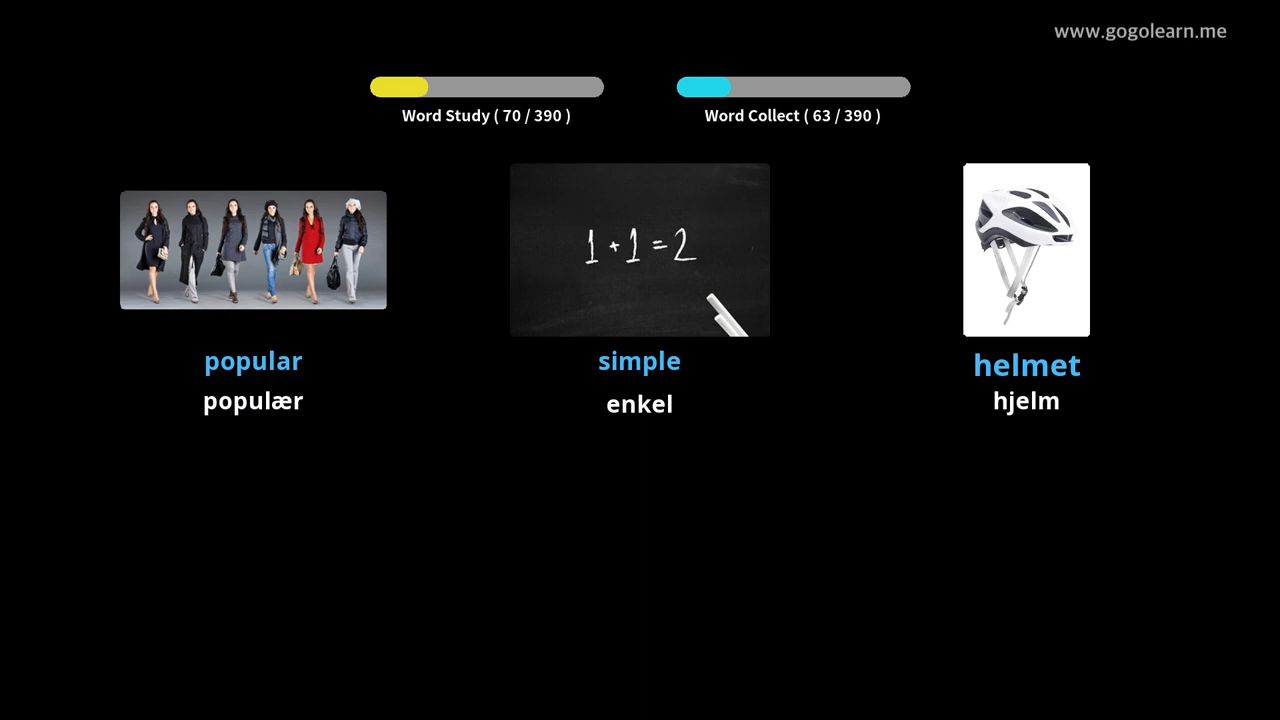 www.gogolearn.me
Word Study ( 70 / 390 )
Word Collect ( 63 / 390 )
1 + 1 = 2
popular
simple
helmet
populær
enkel
hjelm